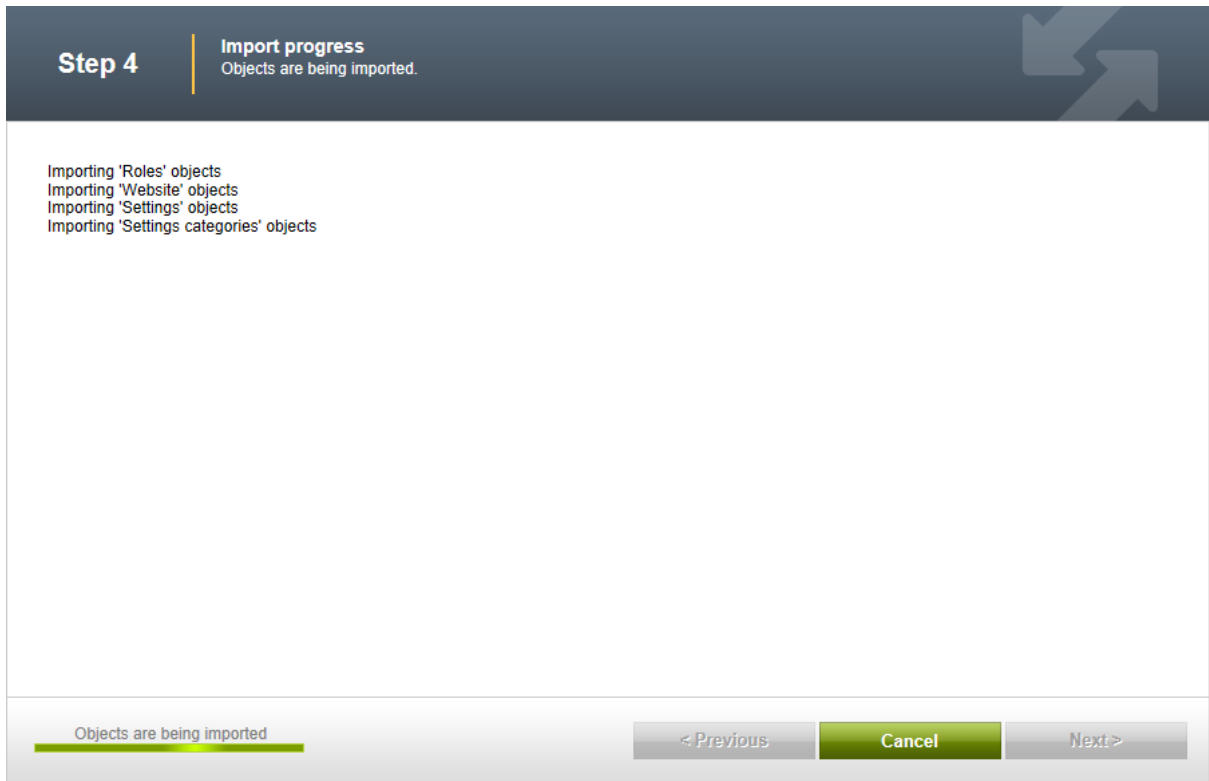 Step 4
Import progress
Objects are being imported.
Importing 'Roles' objects
Importing 'Website' objects
Importing 'Settings' objects
Importing 'Settings categories' objects
Objects are being imported
< Previous
Cancel
Next >